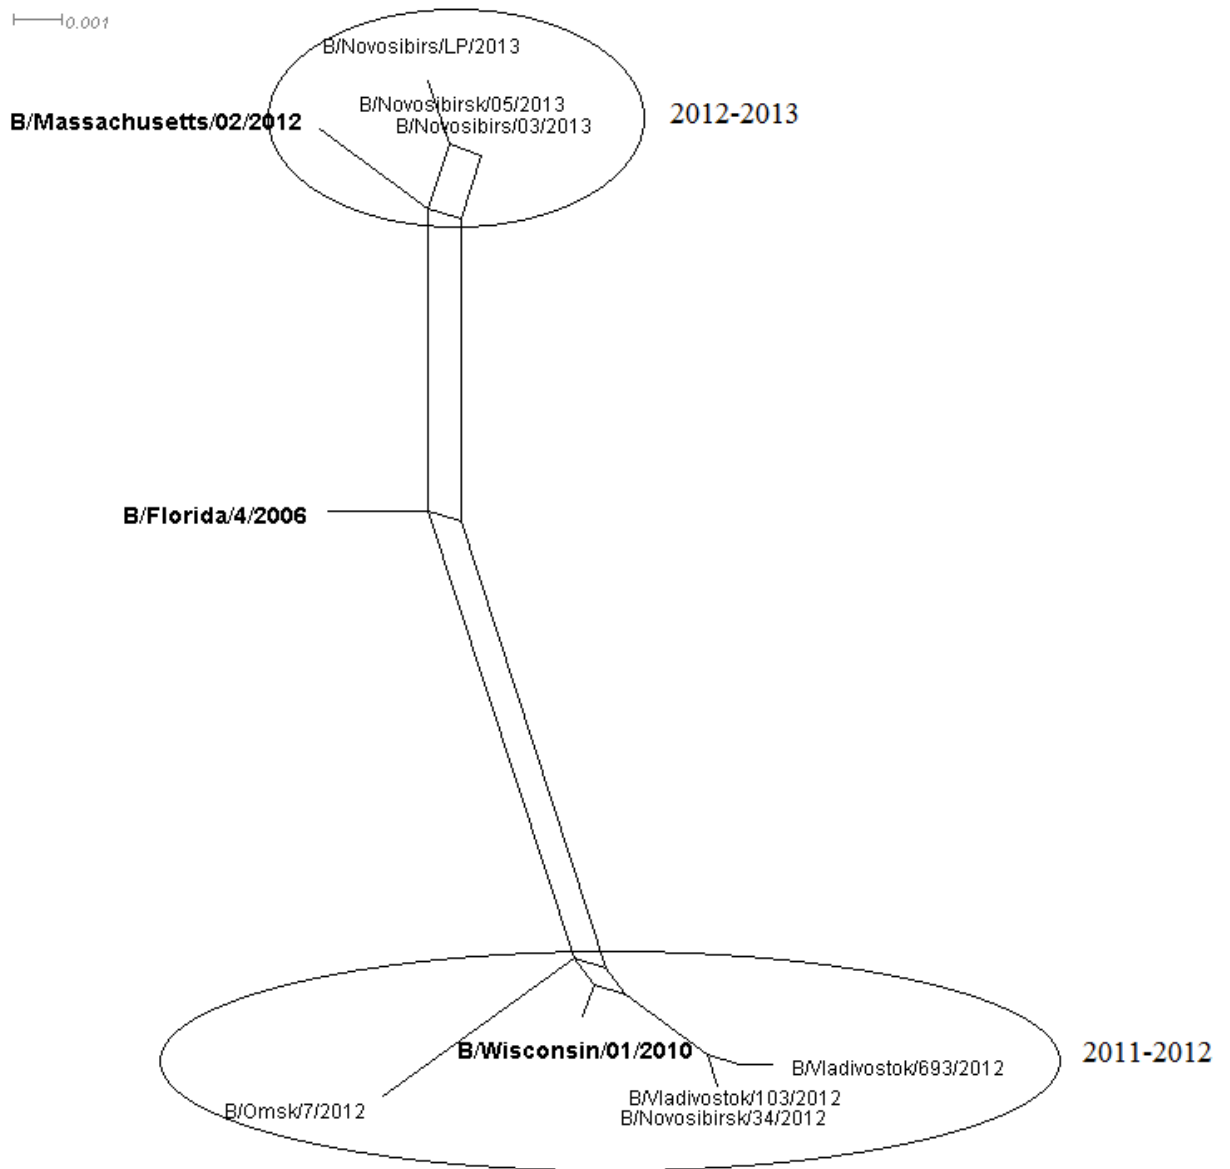 0.001
B/Novosibirs/LP/2013
B/Novosibirsk/05/2013
2012-2013
B/Massachusetts/02/2012
B/Novosibirs/03/2013
B/Florida/4/2006
B/Wisconsin/01/2010
2011-2012
B/Vladivostok/693/2012
B/Vladivostok/103/2012
B/Omsk/7/2012
B/Novosibirsk/34/2012